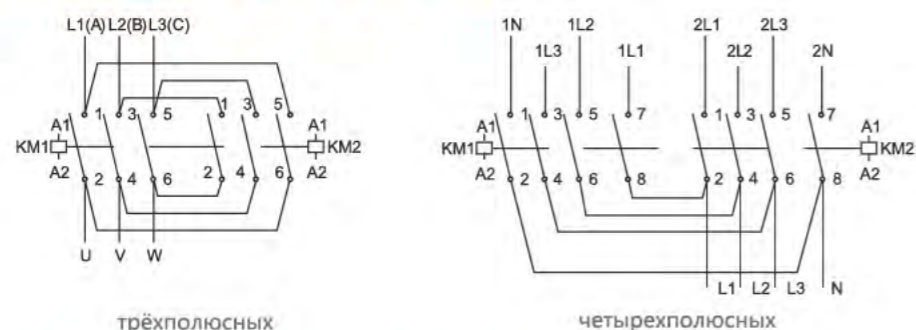 L1(A) L2(B) L3(C)
1 3 5 1 3 5
A1 A1
KM1 KM2
A2 A2
2 4 6 2 4 6
U V W
трёхполюсных
1N 1L2 2L1 2L3
1L3 1L1 2L2 2N
1 3 5 7 1 3 5 7
A1 A1
KM1 KM2
A2 A2
2 4 6 8 2 4 6 8
L1 L2 L3 N
четырехполюсных